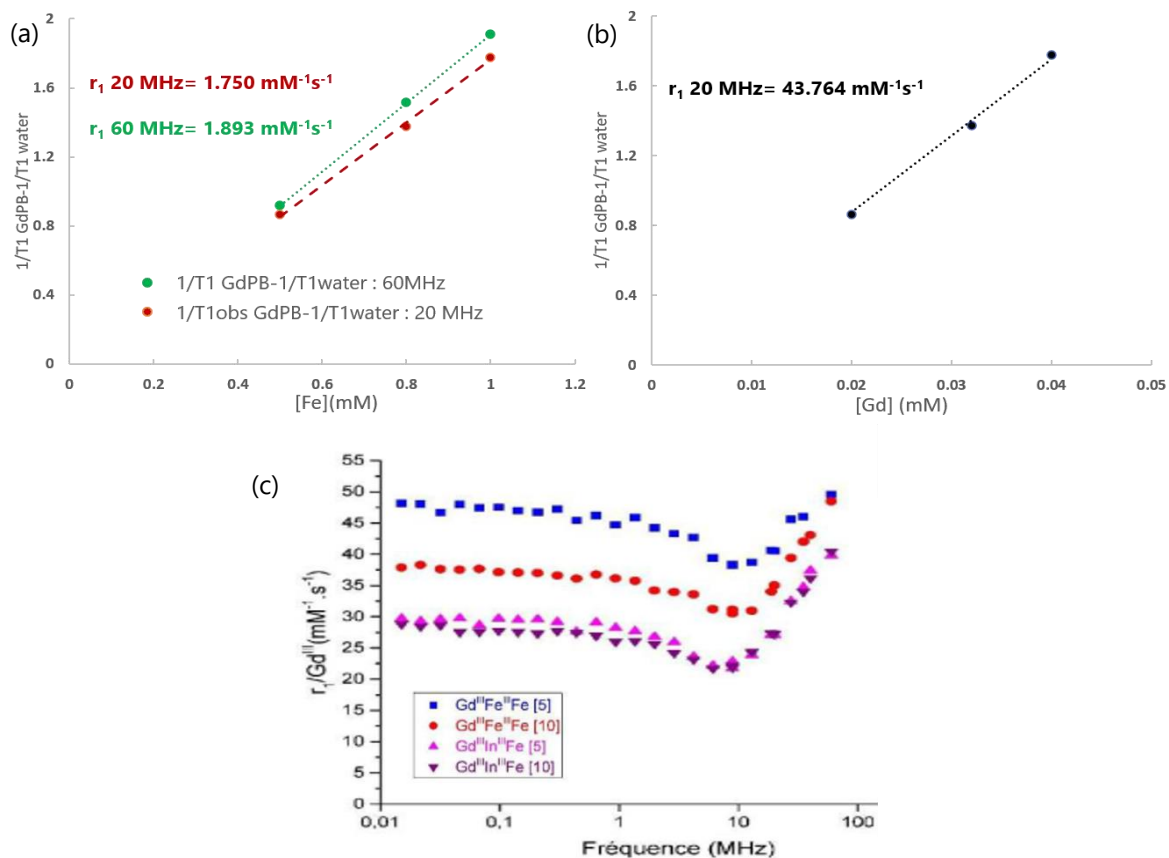 (a)
2
1.6
1.2
0.8
0.4
0
0
0.2
0.4
0.6
0.8
1
1.2
1/T1 GdPB-1/T1 water
[Fe](mM)
r₁ 20 MHz= 1.750 mM⁻¹s⁻¹
r₁ 60 MHz= 1.893 mM⁻¹s⁻¹
1/T1 GdPB-1/T1water : 60MHz
1/T1obs GdPB-1/T1water : 20 MHz
(b)
2
1.6
1.2
0.8
0.4
0
0
0.01
0.02
0.03
0.04
0.05
1/T1 GdPB-1/T1 water
[Gd] (mM)
r₁ 20 MHz= 43.764 mM⁻¹s⁻¹
(c)
55
50
45
40
35
30
25
20
15
10
5
0
0,01
0,1
1
10
100
r₁/Gdᴵᴵᴵ(mM⁻¹.s⁻¹)
Fréquence (MHz)
GdᴵᴵᴵFeᴵᴵᴵFe [5]
GdᴵᴵᴵFeᴵᴵᴵFe [10]
GdᴵᴵᴵInᴵᴵᴵFe [5]
GdᴵᴵᴵInᴵᴵᴵFe [10]